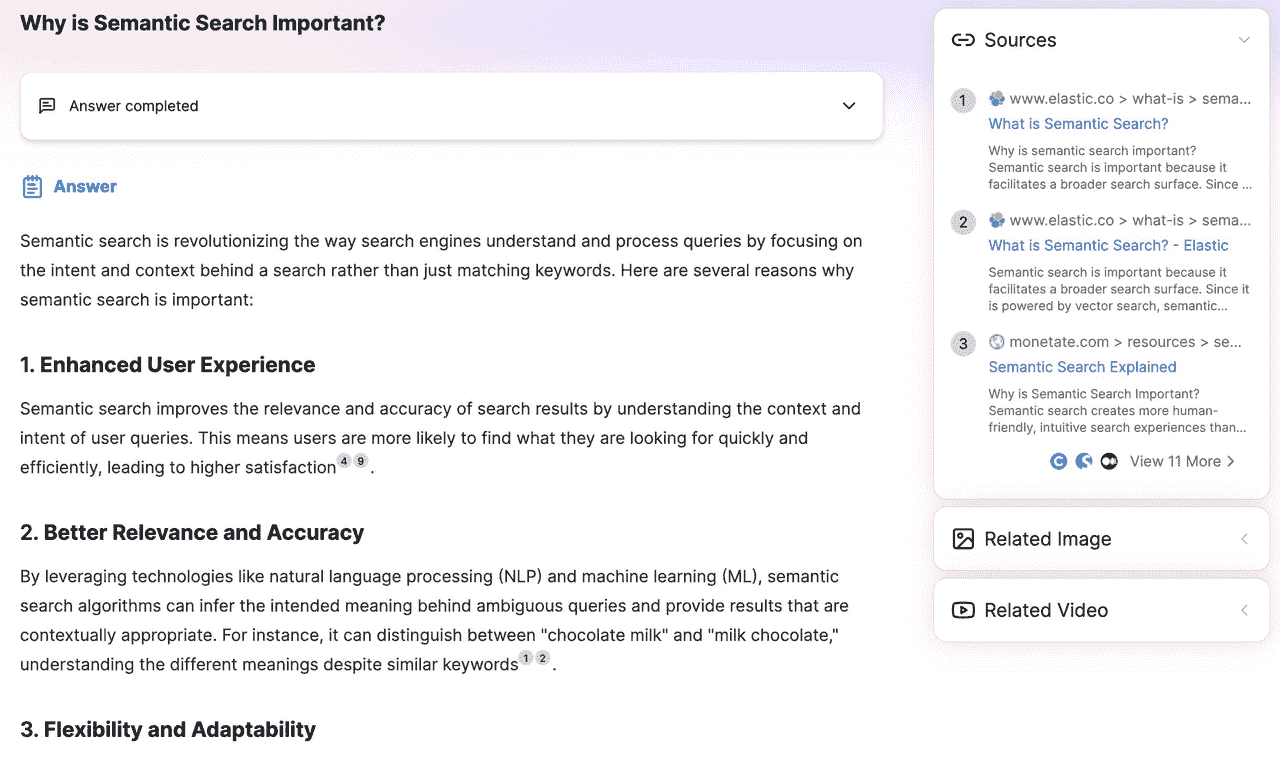 Why is Semantic Search Important?
Answer completed
Answer
Semantic search is revolutionizing the way search engines understand and process queries by focusing on
the intent and context behind a search rather than just matching keywords. Here are several reasons why
semantic search is important:
1. Enhanced User Experience
Semantic search improves the relevance and accuracy of search results by understanding the context and
intent of user queries. This means users are more likely to find what they are looking for quickly and
efficiently, leading to higher satisfaction 4 9 .
2. Better Relevance and Accuracy
By leveraging technologies like natural language processing (NLP) and machine learning (ML), semantic
search algorithms can infer the intended meaning behind ambiguous queries and provide results that are
contextually appropriate. For instance, it can distinguish between "chocolate milk" and "milk chocolate,"
understanding the different meanings despite similar keywords 1 2 .
3. Flexibility and Adaptability
Sources
1 www.elastic.co > what-is > sema...
What is Semantic Search?
Why is semantic search important?
Semantic search is important because it
facilitates a broader search surface. Since ...
2 www.elastic.co > what-is > sema...
What is Semantic Search? - Elastic
Semantic search is important because it
facilitates a broader search surface. Since it
is powered by vector search, semantic...
3 monetate.com > resources > se...
Semantic Search Explained
Why is Semantic Search Important?
Semantic search creates more human-
friendly, intuitive search experiences than...
View 11 More >
Related Image
Related Video